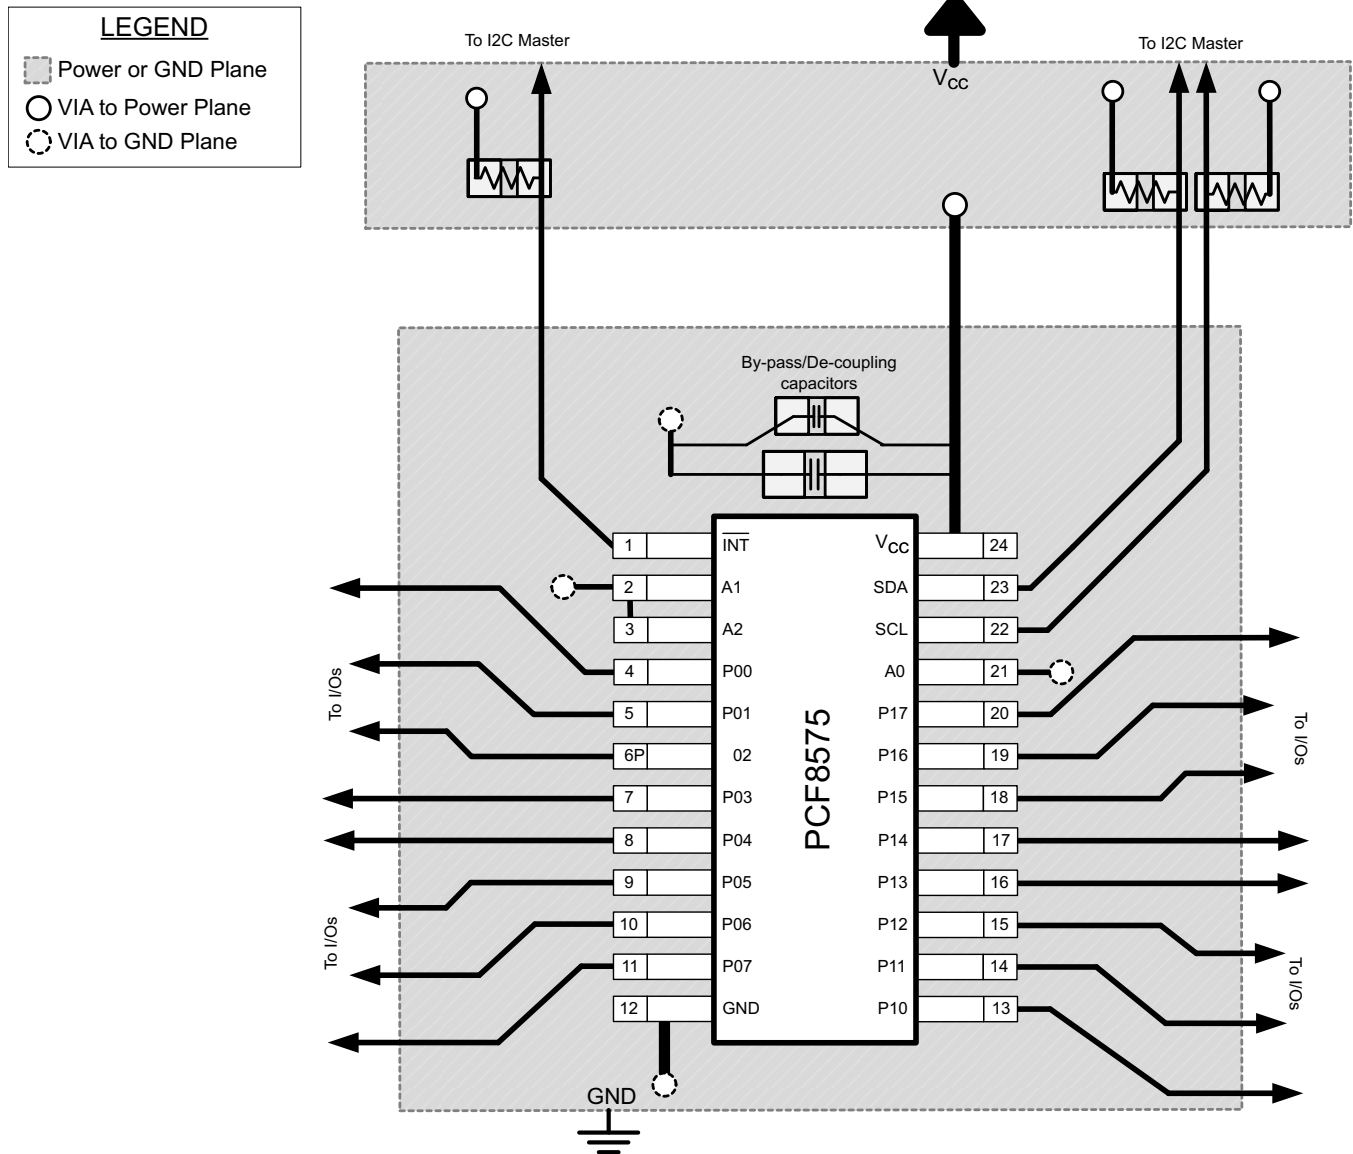 LEGEND
Power or GND Plane
VIA to Power Plane
VIA to GND Plane
To I2C Master
VCC
To I2C Master
By-pass/De-coupling
capacitors
1 INT
2 A1
3 A2
4 P00
5 P01
6P 02
7 P03
8 P04
9 P05
10 P06
11 P07
12 GND
PCF8575
VCC 24
SDA 23
SCL 22
A0 21
P17 20
P16 19
P15 18
P14 17
P13 16
P12 15
P11 14
P10 13
To I/Os
To I/Os
To I/Os
To I/Os
GND